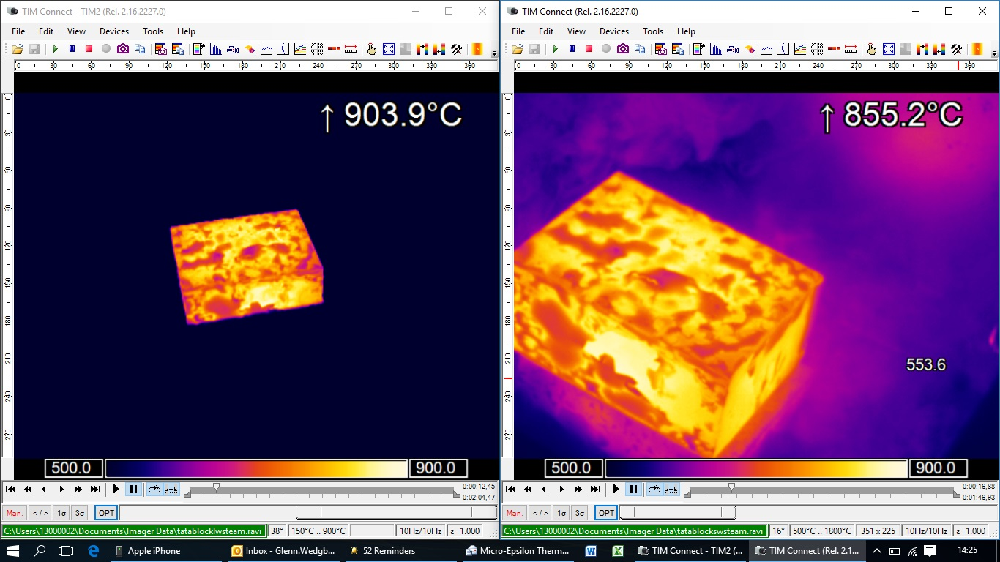 TIM Connect - TIM2 (Rel. 2.16.2227.0)
File Edit View Devices Tools Help
0 30 60 90 120 150 180 210 240 270 300 330 360
0
30
60
90
120
150
180
210
240
270
↑ 903.9°C
500.0
900.0
0:00:12,45
0:02:04,47
Man. </> 1σ 3σ OPT
C:\Users\13000002\Documents\Imager Data\tatablocklwsteam.ravi 38° 150°C .. 900°C 10Hz/10Hz ε=1.000
TIM Connect (Rel. 2.16.2227.0)
File Edit View Devices Tools Help
0 30 60 90 120 150 180 210 240 270 300 330 360
0
30
60
90
120
150
180
210
240
270
↑ 855.2°C
553.6
500.0
900.0
0:00:16,88
0:01:46,93
Man. </> 1σ 3σ OPT
C:\Users\13000002\Documents\Imager Data\tatablockswsteam.ravi 16° 500°C .. 1800°C 351 x 225 10Hz/10Hz ε=1.000
Apple iPhone Inbox - Glenn.Wedgb... 52 Reminders Micro-Epsilon Therm... TIM Connect - TIM2 (... TIM Connect (Rel. 2.1... 14:25